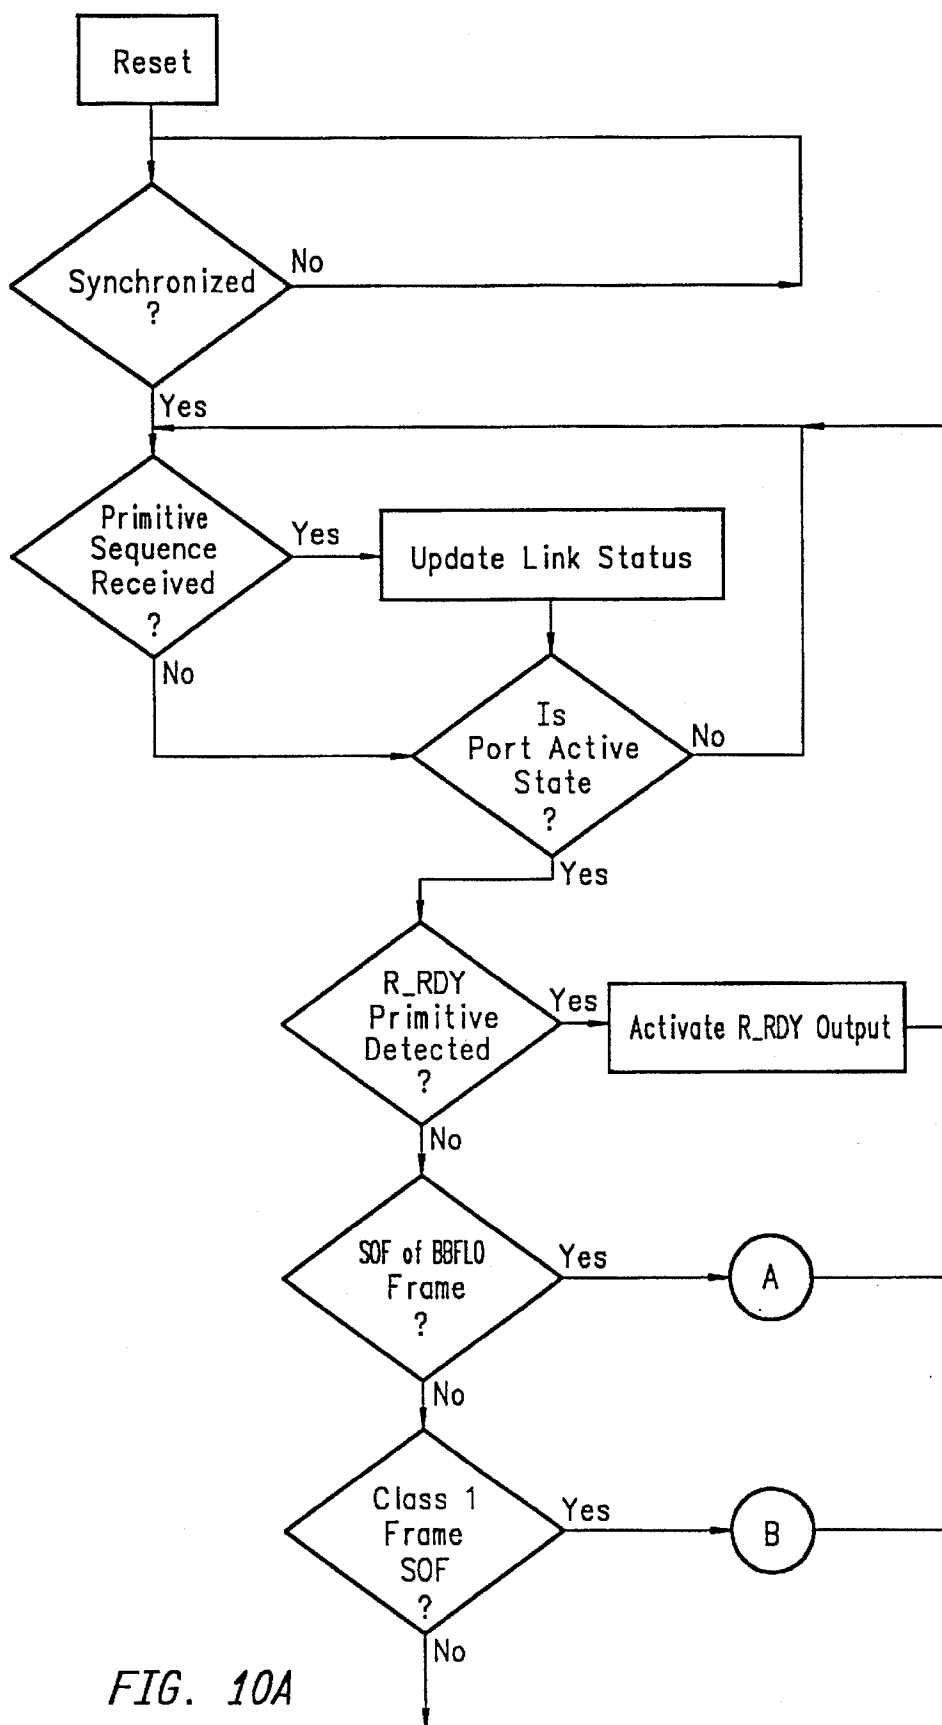 Reset
Synchronized
?
No
Yes
Primitive
Sequence
Received
?
Yes
Update Link Status
No
Is
Port Active
State
?
No
Yes
R_RDY
Primitive
Detected
?
Yes
Activate R_RDY Output
No
SOF of BBFLO
Frame
?
Yes
A
No
Class 1
Frame
SOF
?
Yes
B
No
FIG. 10A